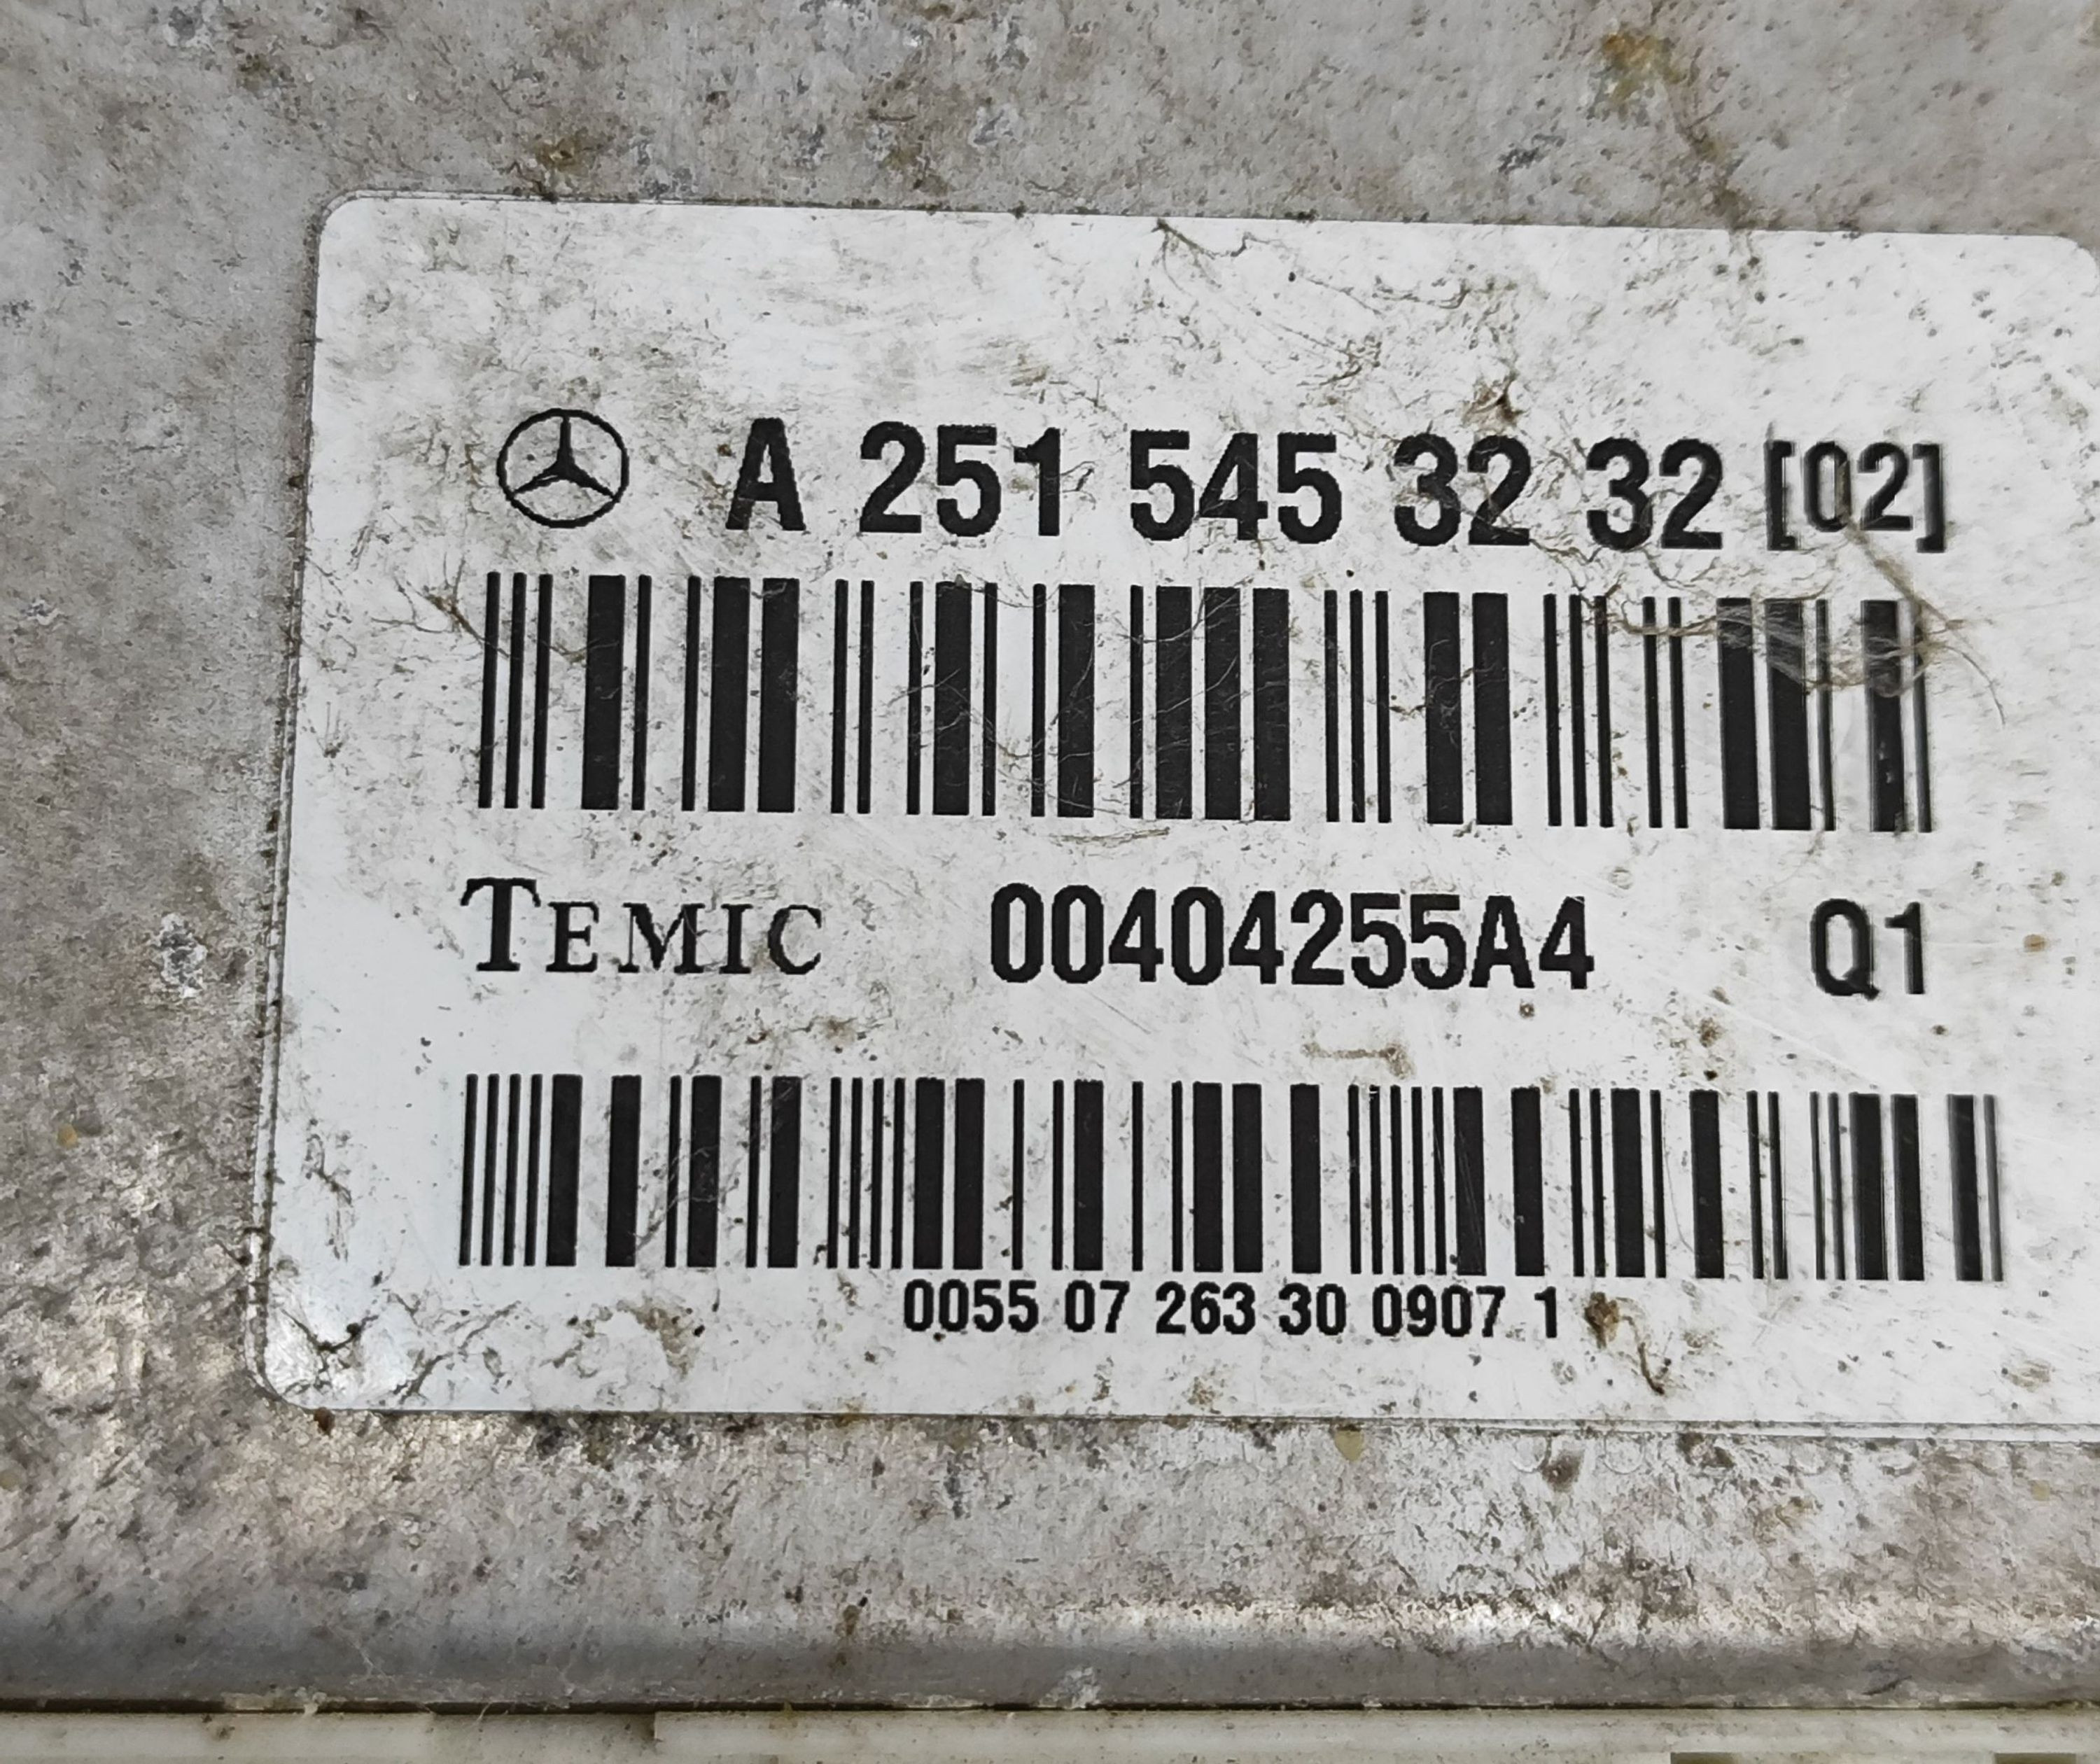 A 251 545 32 32 [02]
TEMIC 00404255A4 Q1
0055 07 263 30 0907 1